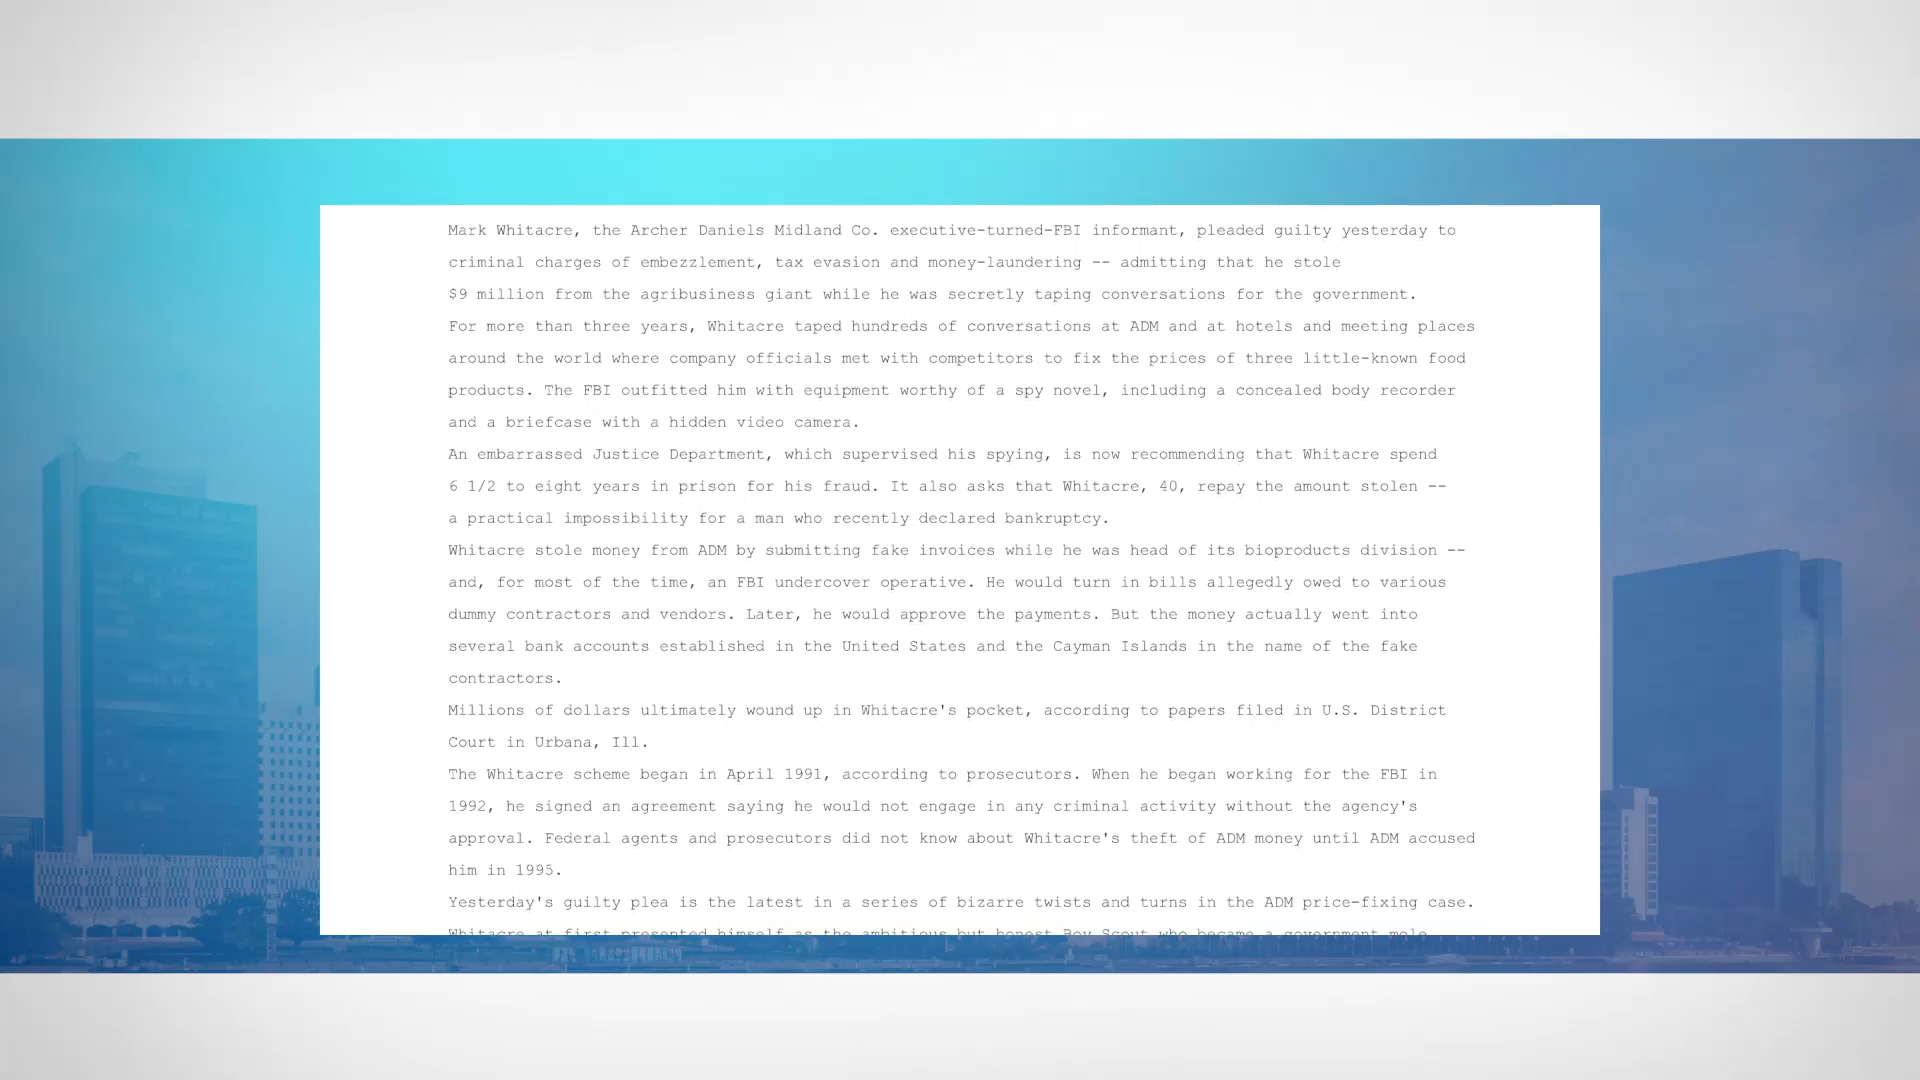 Mark Whitacre, the Archer Daniels Midland Co. executive-turned-FBI informant, pleaded guilty yesterday to
criminal charges of embezzlement, tax evasion and money-laundering -- admitting that he stole
$9 million from the agribusiness giant while he was secretly taping conversations for the government.
For more than three years, Whitacre taped hundreds of conversations at ADM and at hotels and meeting places
around the world where company officials met with competitors to fix the prices of three little-known food
products. The FBI outfitted him with equipment worthy of a spy novel, including a concealed body recorder
and a briefcase with a hidden video camera.
An embarrassed Justice Department, which supervised his spying, is now recommending that Whitacre spend
6 1/2 to eight years in prison for his fraud. It also asks that Whitacre, 40, repay the amount stolen --
a practical impossibility for a man who recently declared bankruptcy.
Whitacre stole money from ADM by submitting fake invoices while he was head of its bioproducts division --
and, for most of the time, an FBI undercover operative. He would turn in bills allegedly owed to various
dummy contractors and vendors. Later, he would approve the payments. But the money actually went into
several bank accounts established in the United States and the Cayman Islands in the name of the fake
contractors.
Millions of dollars ultimately wound up in Whitacre's pocket, according to papers filed in U.S. District
Court in Urbana, Ill.
The Whitacre scheme began in April 1991, according to prosecutors. When he began working for the FBI in
1992, he signed an agreement saying he would not engage in any criminal activity without the agency's
approval. Federal agents and prosecutors did not know about Whitacre's theft of ADM money until ADM accused
him in 1995.
Yesterday's guilty plea is the latest in a series of bizarre twists and turns in the ADM price-fixing case.
Whitacre at first presented himself as the ambitious but honest Boy Scout who became a government mole